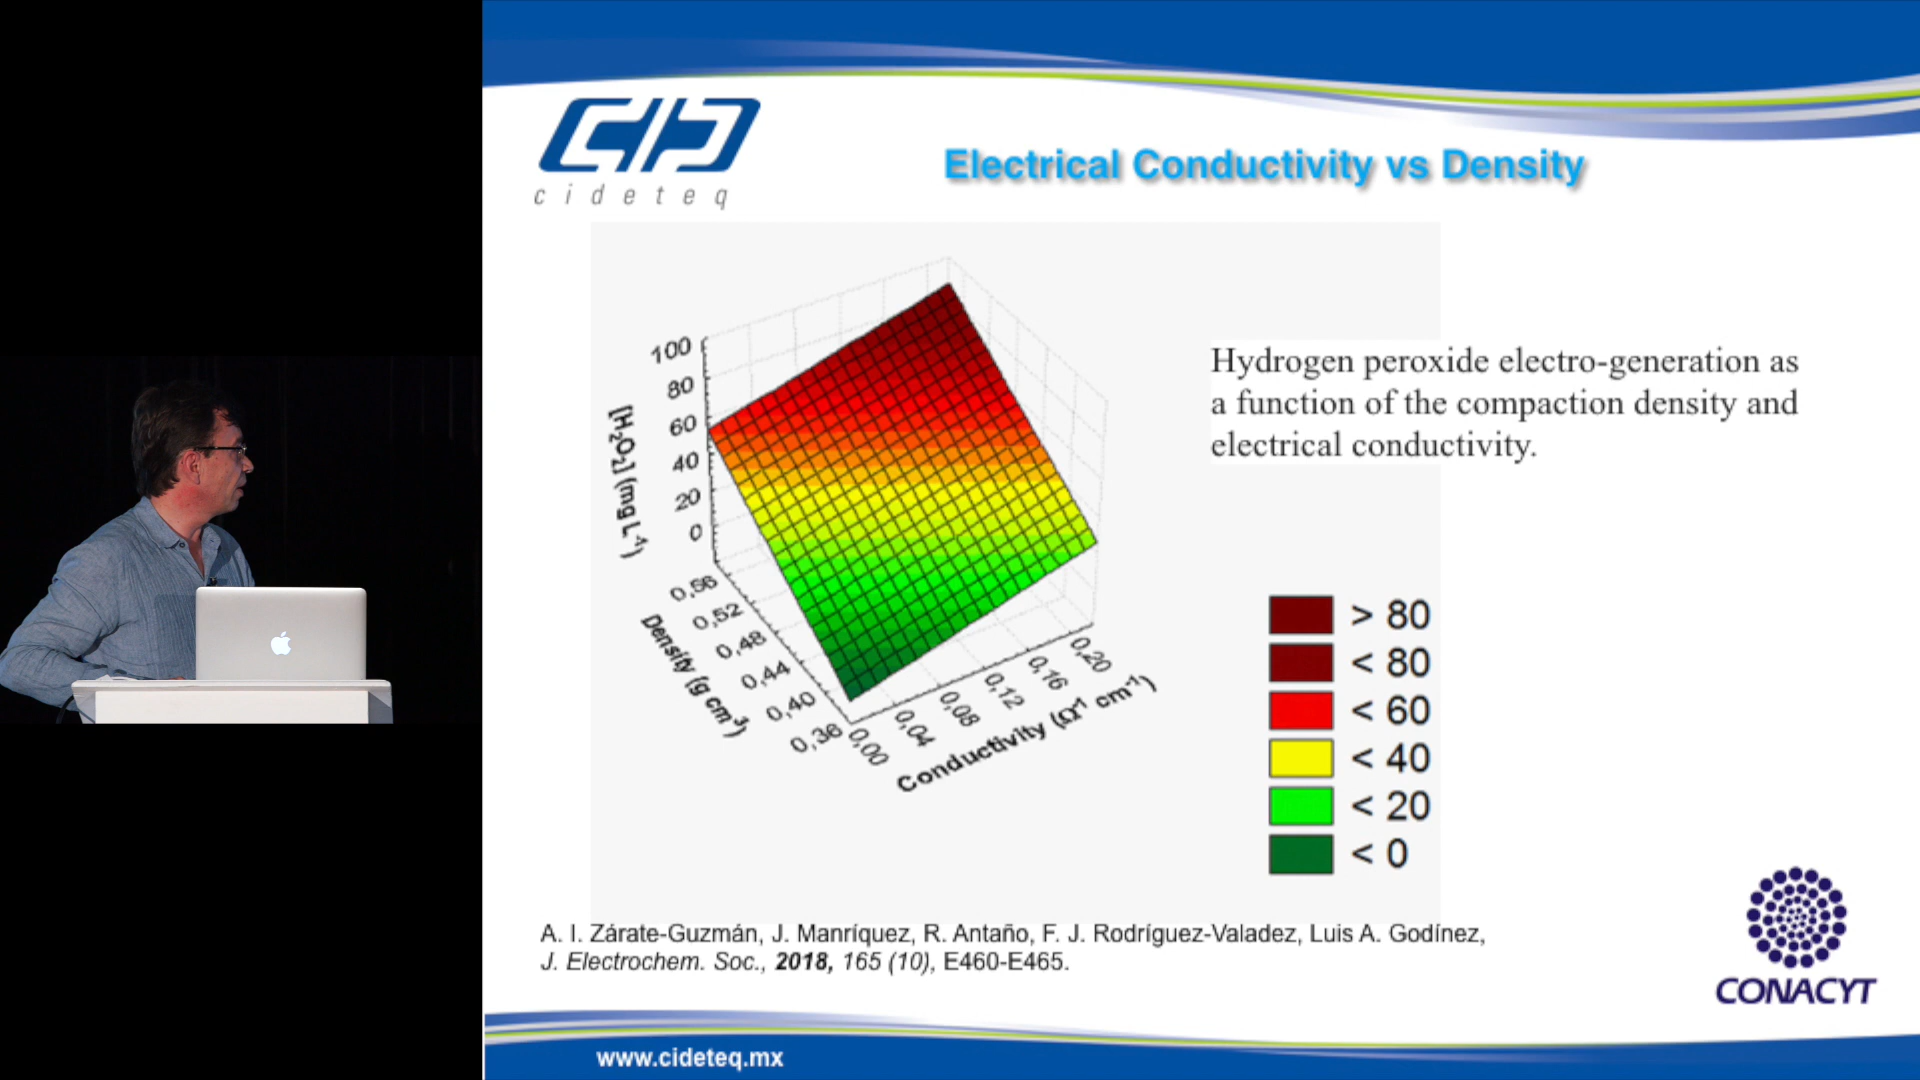 cideteq
Electrical Conductivity vs Density
100
80
60
40
20
0
[H2O2] (mg L-1)
0,56
0,52
0,48
0,44
0,40
0,36
Density (g cm3)
0,00
0,04
0,08
0,12
0,16
0,20
Conductivity (Ω-1 cm-1)
Hydrogen peroxide electro-generation as
a function of the compaction density and
electrical conductivity.
> 80
< 80
< 60
< 40
< 20
< 0
A. I. Zárate-Guzmán, J. Manríquez, R. Antaño, F. J. Rodríguez-Valadez, Luis A. Godínez,
J. Electrochem. Soc., 2018, 165 (10), E460-E465.
CONACYT
www.cideteq.mx